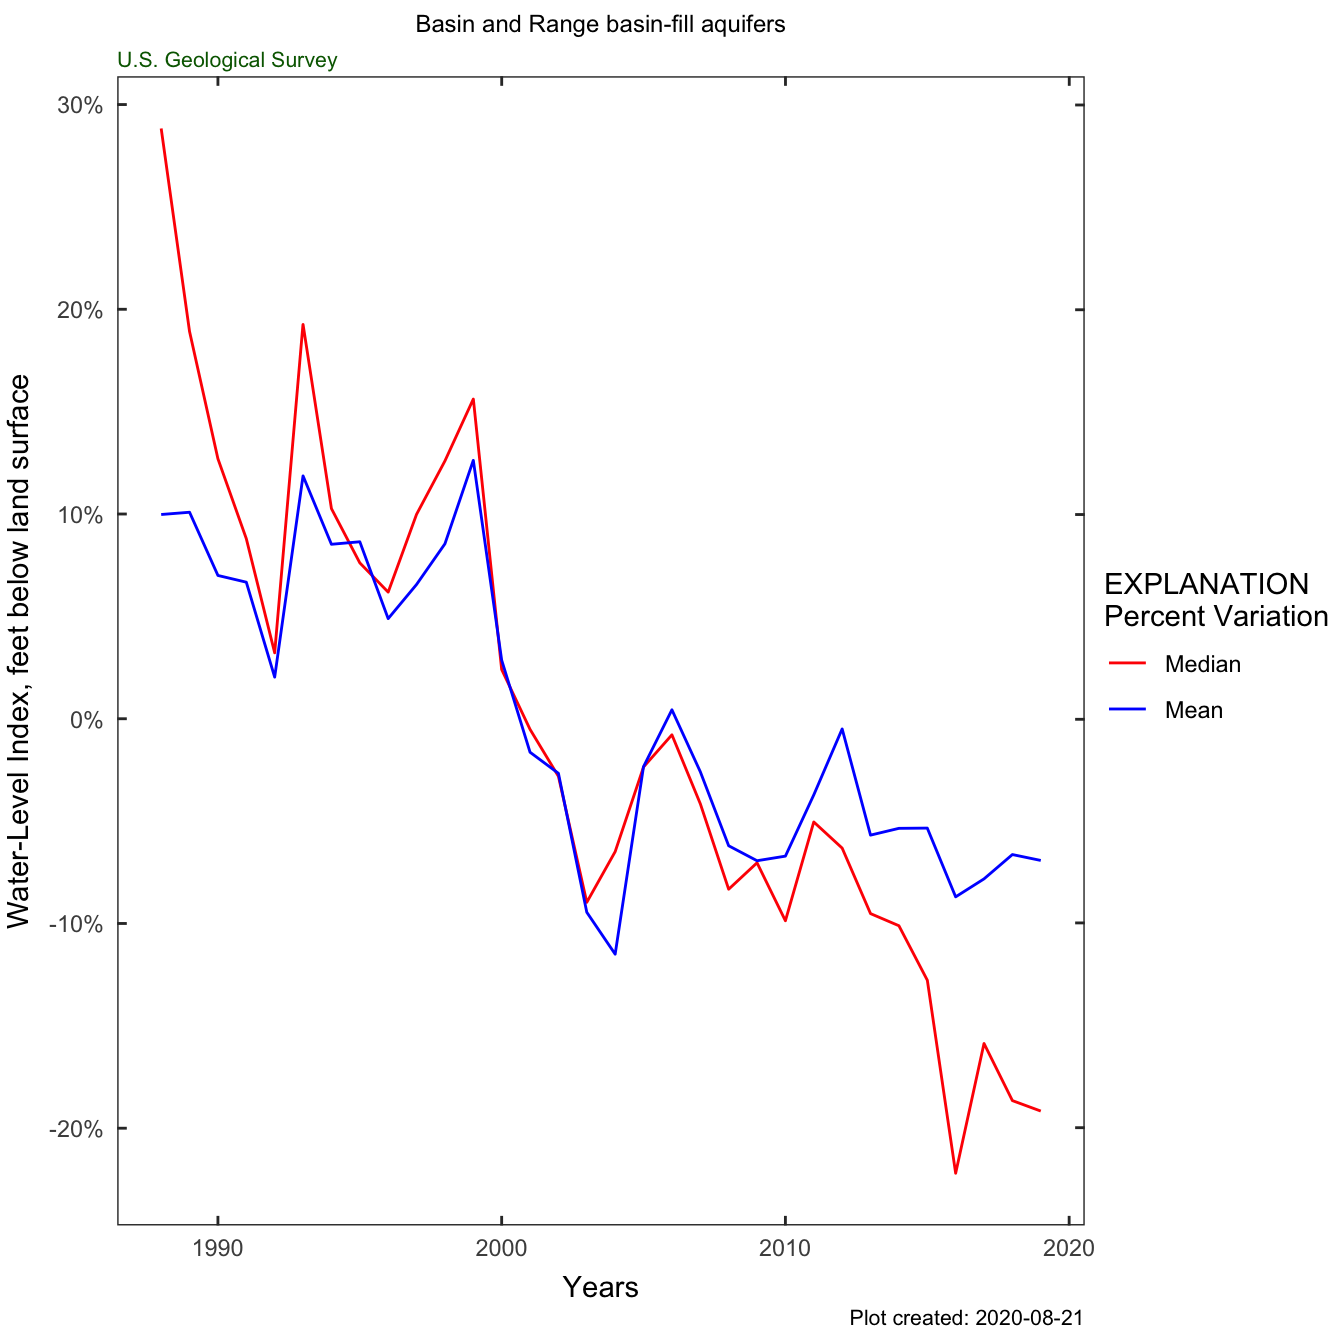 Basin and Range basin-fill aquifers
U.S. Geological Survey
30%
20%
10%
0%
-10%
-20%
Water-Level Index, feet below land surface
1990
2000
2010
2020
Years
EXPLANATION
Percent Variation
Median
Mean
Plot created: 2020-08-21